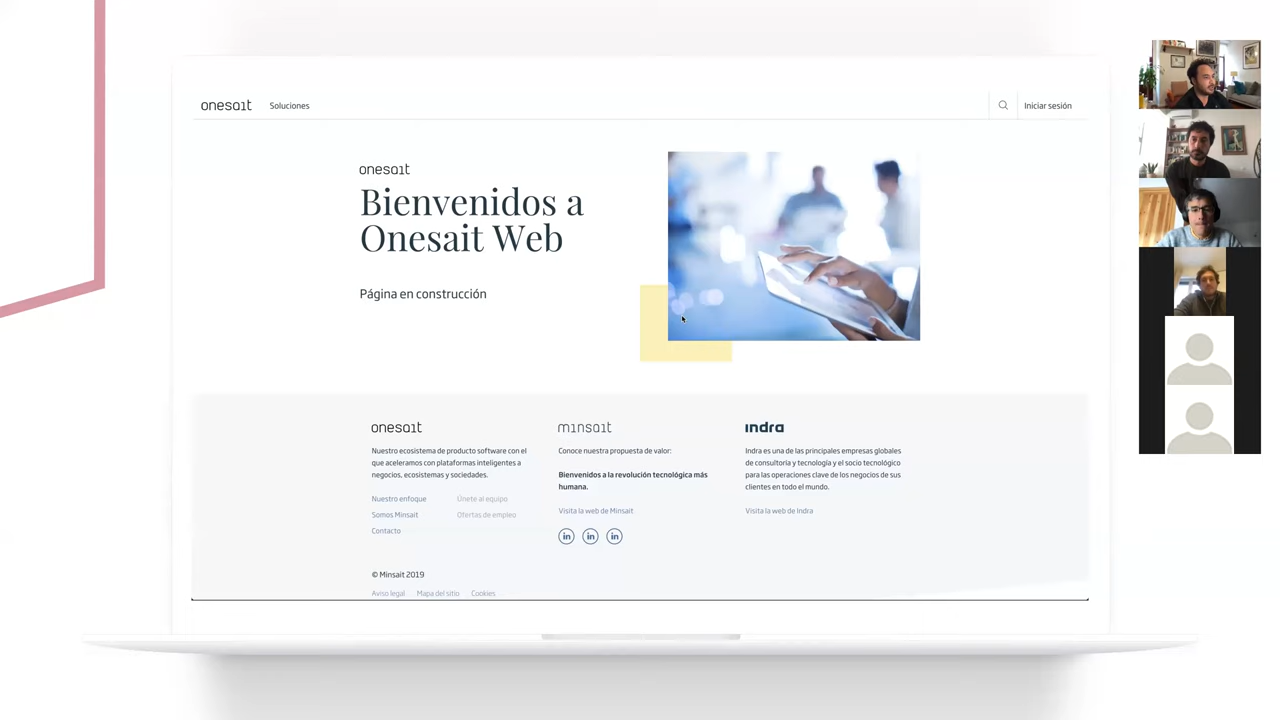 onesait
Soluciones
Iniciar sesión
onesait
Bienvenidos a
Onesait Web
Página en construcción
onesait
Nuestro ecosistema de producto software con el
que aceleramos con plataformas inteligentes a
negocios, ecosistemas y sociedades.
Nuestro enfoque
Únete al equipo
Somos Minsait
Ofertas de empleo
Contacto
minsait
Conoce nuestra propuesta de valor:
Bienvenidos a la revolución tecnológica más
humana.
Visita la web de Minsait
in in in
indra
Indra es una de las principales empresas globales
de consultoría y tecnología y el socio tecnológico
para las operaciones clave de los negocios de sus
clientes en todo el mundo.
Visita la web de Indra
© Minsait 2019
Aviso legal Mapa del sitio Cookies